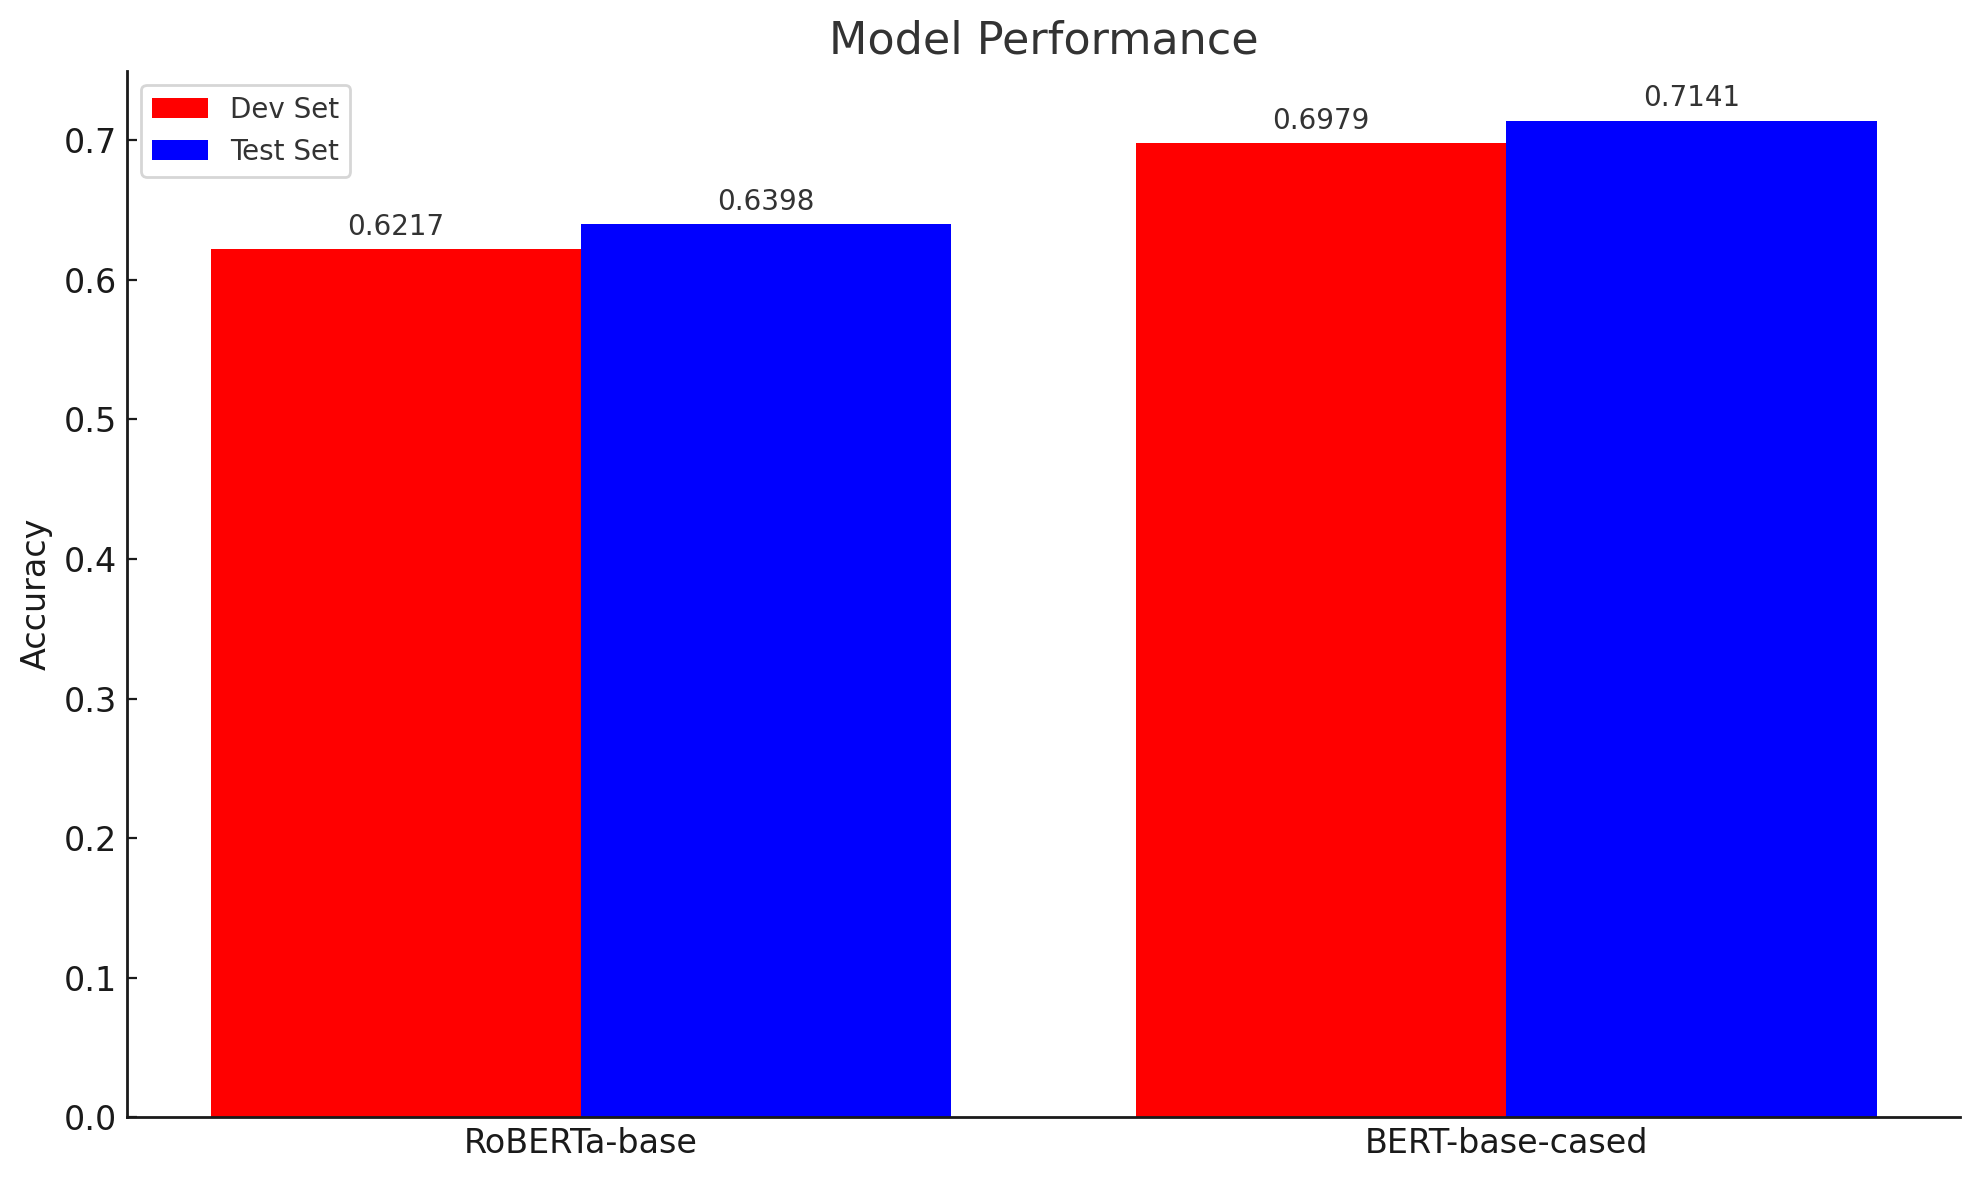 Model Performance
Dev Set
Test Set
0.6217
0.6398
0.6979
0.7141
Accuracy
0.7
0.6
0.5
0.4
0.3
0.2
0.1
0.0
RoBERTa-base
BERT-base-cased